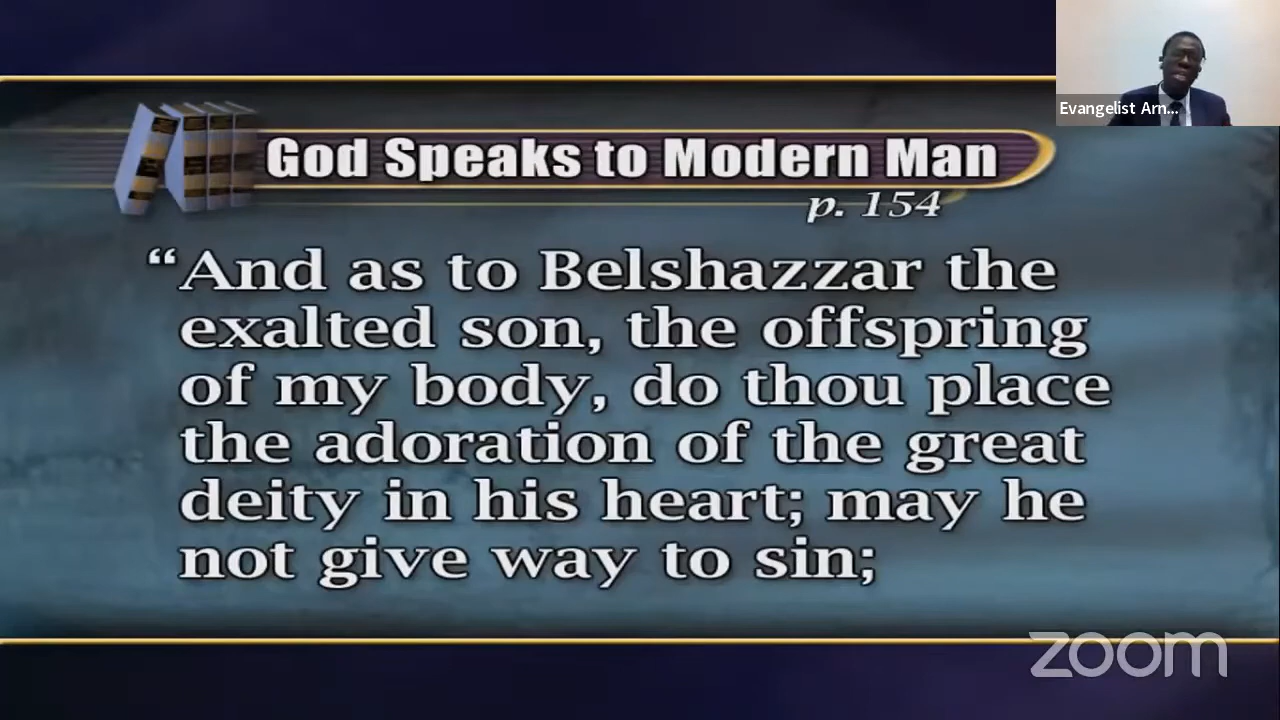 God Speaks to Modern Man
p. 154
Evangelist Arn...
“And as to Belshazzar the
exalted son, the offspring
of my body, do thou place
the adoration of the great
deity in his heart; may he
not give way to sin;
zoom